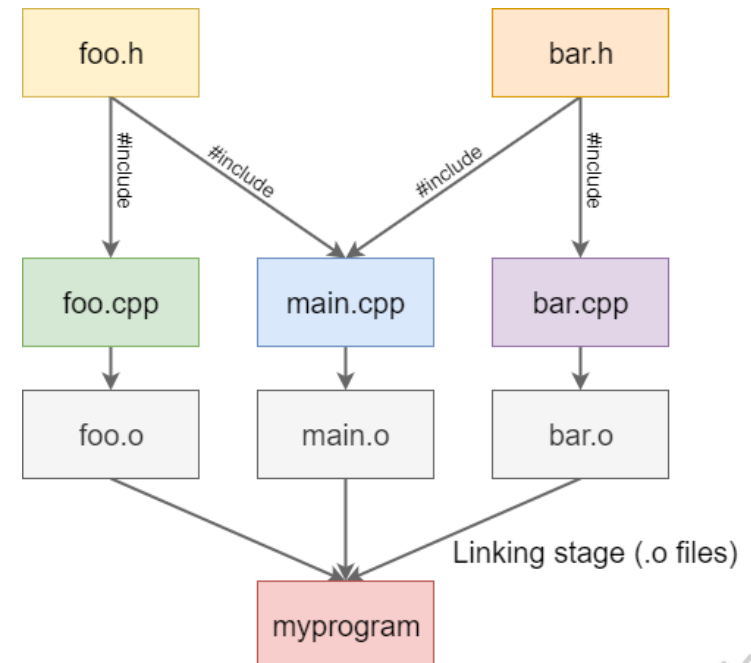 foo.h
bar.h
#include
#include
#include
#include
foo.cpp
main.cpp
bar.cpp
foo.o
main.o
bar.o
Linking stage (.o files)
myprogram